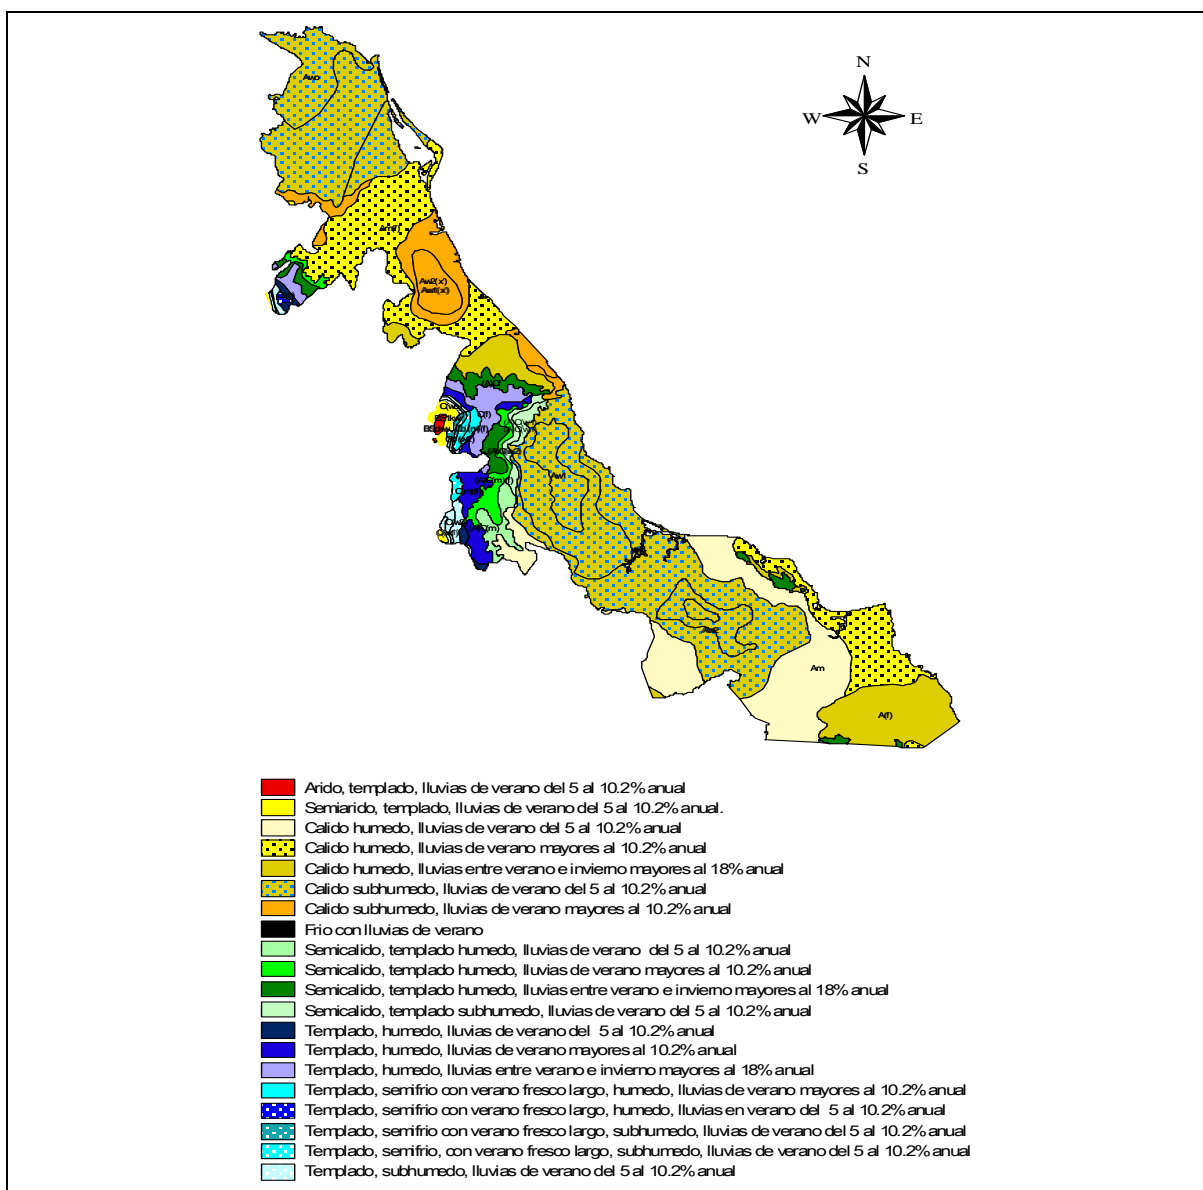 N
W E
S
Awo
Am(f)
Aw2(x')
Aw1(x')
(A)Cf
C(f)
Aw1
Am
A(f)
Arido, templado, lluvias de verano del 5 al 10.2% anual
Semiarido, templado, lluvias de verano del 5 al 10.2% anual.
Calido humedo, lluvias de verano del 5 al 10.2% anual
Calido humedo, lluvias de verano mayores al 10.2% anual
Calido humedo, lluvias entre verano e invierno mayores al 18% anual
Calido subhumedo, lluvias de verano del 5 al 10.2% anual
Calido subhumedo, lluvias de verano mayores al 10.2% anual
Frio con lluvias de verano
Semicalido, templado humedo, lluvias de verano del 5 al 10.2% anual
Semicalido, templado humedo, lluvias de verano mayores al 10.2% anual
Semicalido, templado humedo, lluvias entre verano e invierno mayores al 18% anual
Semicalido, templado subhumedo, lluvias de verano del 5 al 10.2% anual
Templado, humedo, lluvias de verano del 5 al 10.2% anual
Templado, humedo, lluvias de verano mayores al 10.2% anual
Templado, humedo, lluvias entre verano e invierno mayores al 18% anual
Templado, semifrio con verano fresco largo, humedo, lluvias de verano mayores al 10.2% anual
Templado, semifrio con verano fresco largo, humedo, lluvias en verano del 5 al 10.2% anual
Templado, semifrio con verano fresco largo, subhumedo, lluvias de verano del 5 al 10.2% anual
Templado, semifrio, con verano fresco largo, subhumedo, lluvias de verano del 5 al 10.2% anual
Templado, subhumedo, lluvias de verano del 5 al 10.2% anual